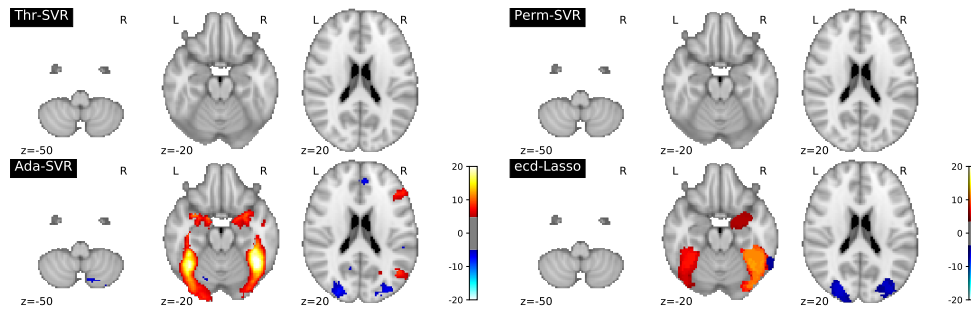 Thr-SVR
R
L
R
L
R
z=-50
z=-20
z=20
Perm-SVR
R
L
R
L
R
z=-50
z=-20
z=20
Ada-SVR
R
L
R
L
R
z=-50
z=-20
z=20
20
10
0
-10
-20
ecd-Lasso
R
L
R
L
R
z=-50
z=-20
z=20
20
10
0
-10
-20